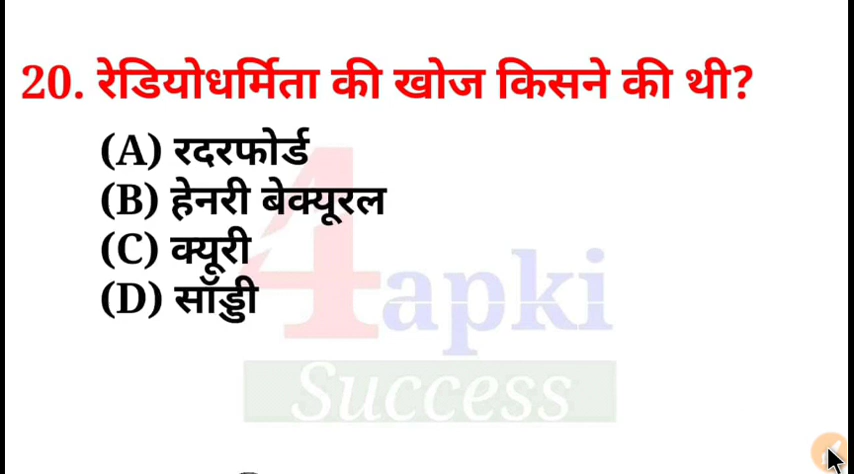 20. रेडियोधर्मिता की खोज किसने की थी?
(A) रदरफोर्ड
(B) हेनरी बेक्यूरल
(C) क्यूरी
(D) सॉड्डी
4apki
Success